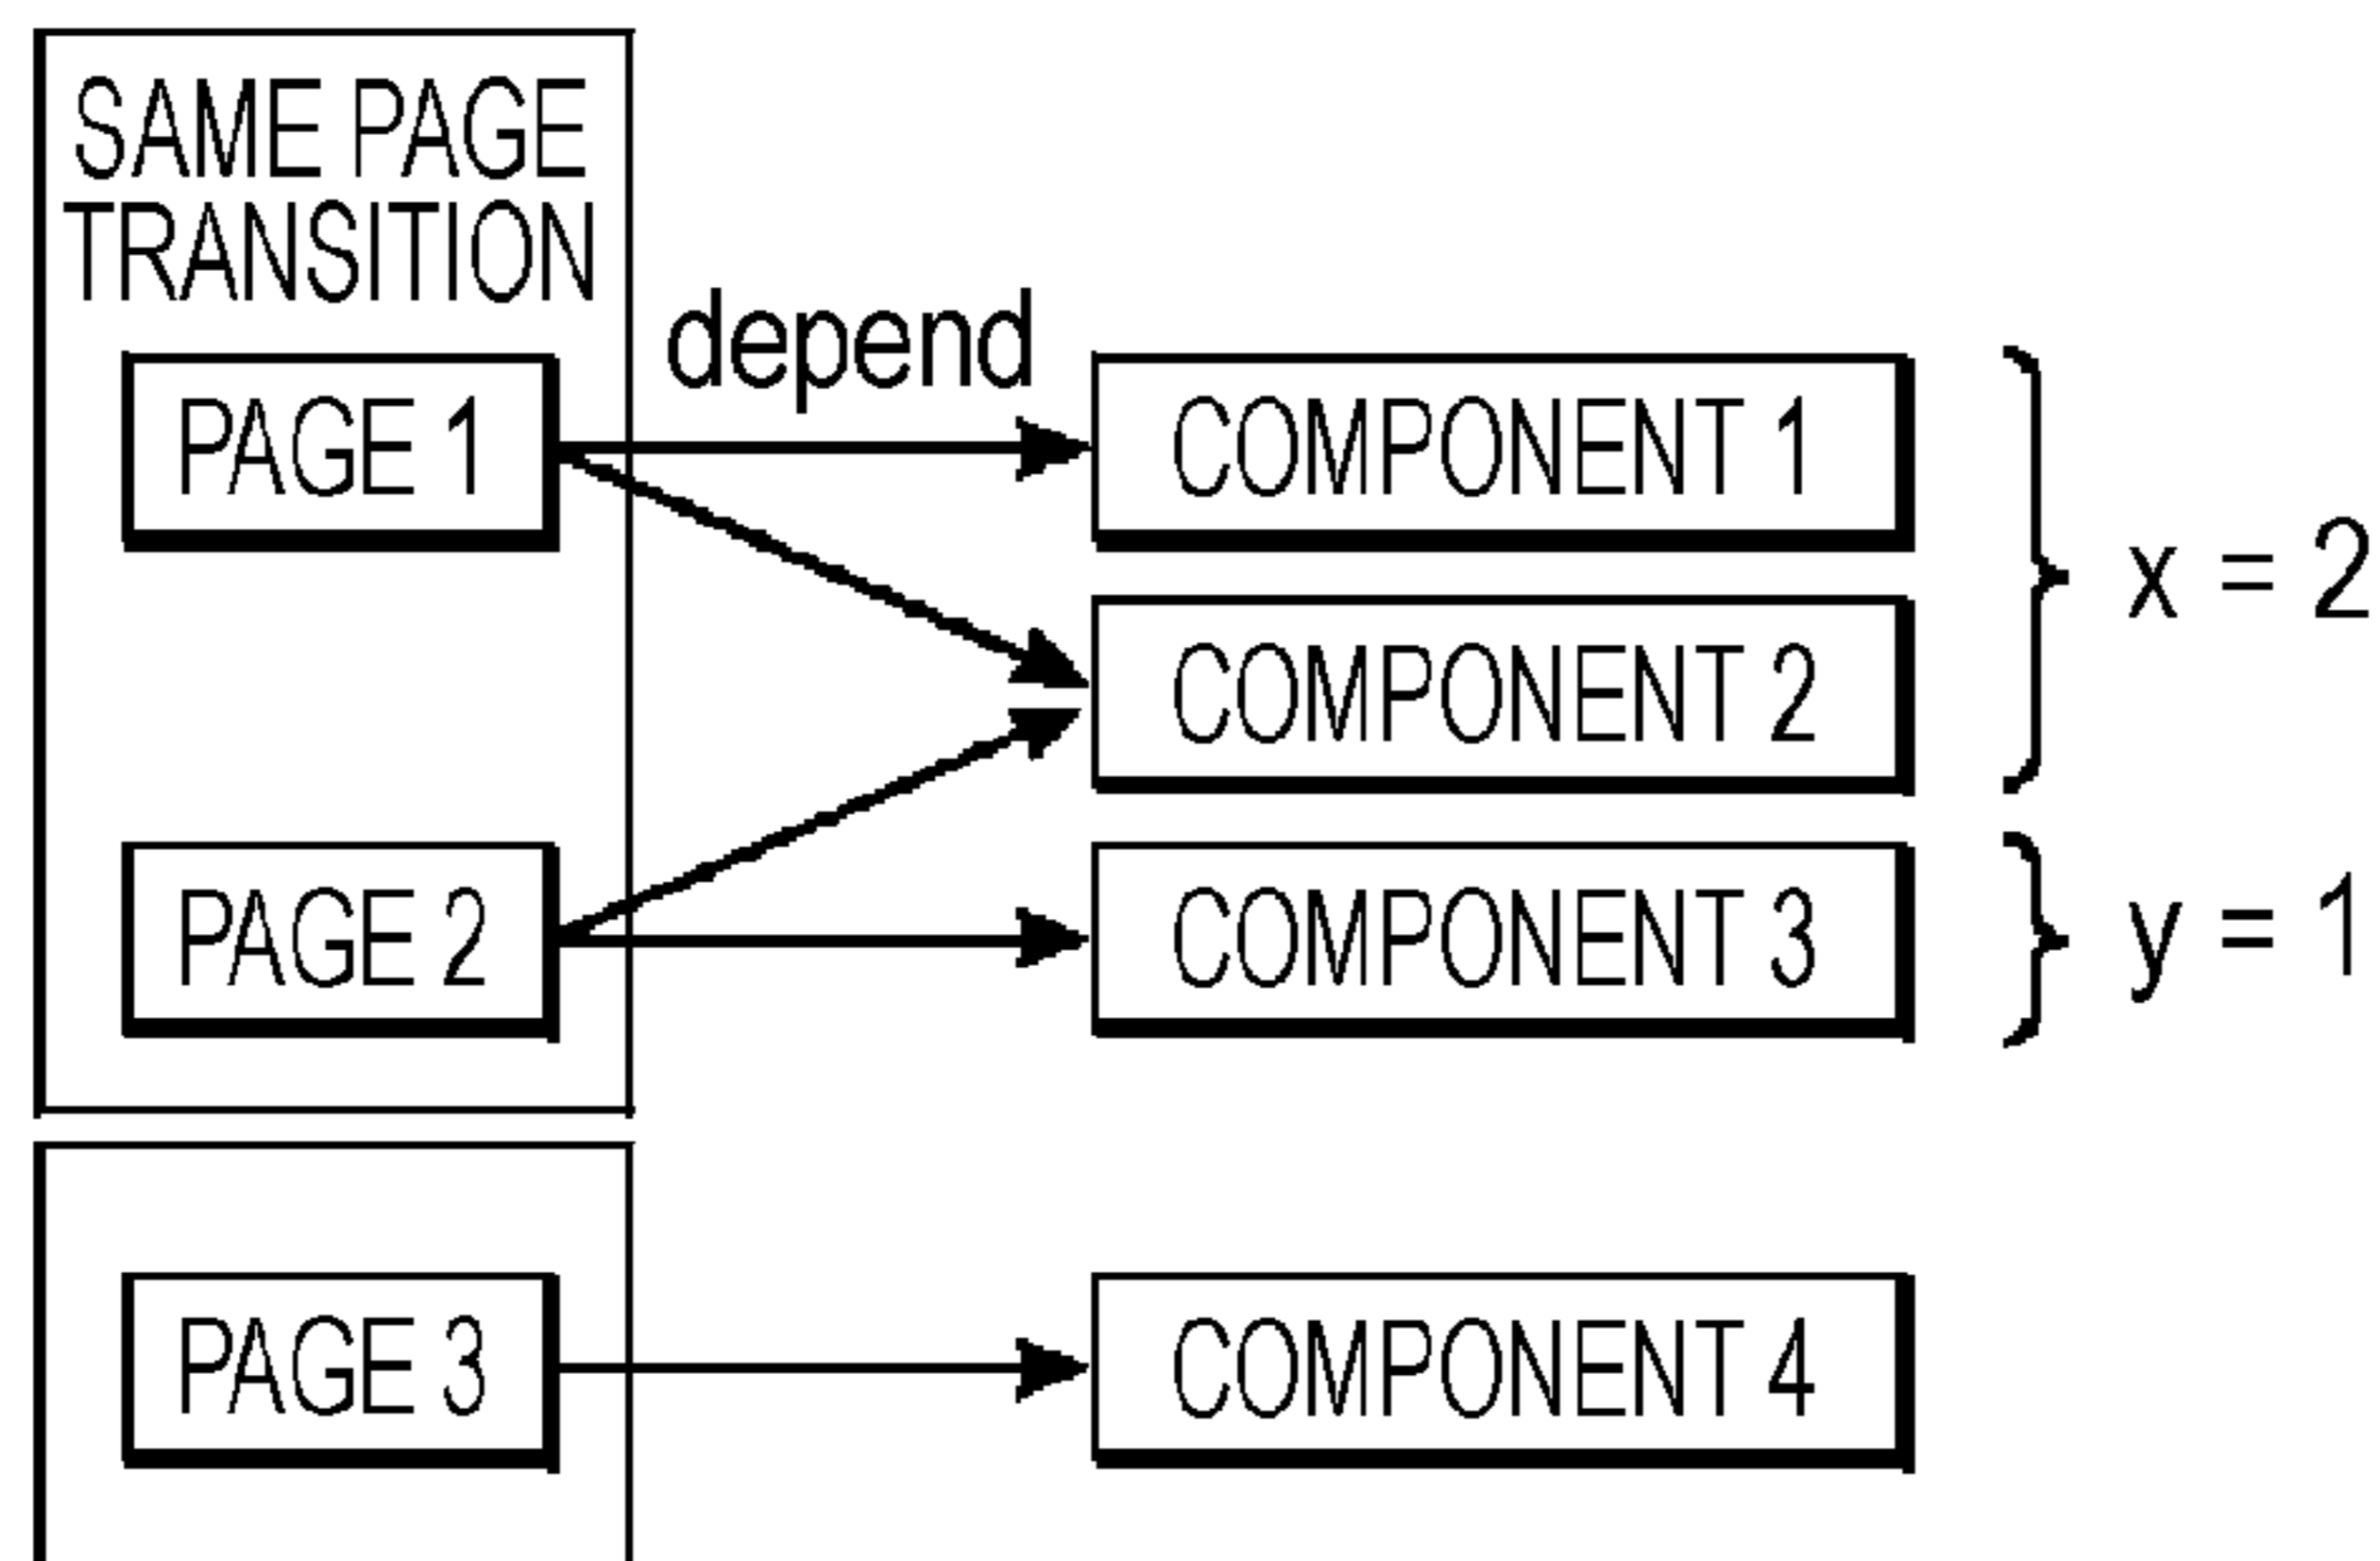 SAME PAGE
TRANSITION
depend
PAGE 1
COMPONENT 1
COMPONENT 2
x = 2
PAGE 2
COMPONENT 3
y = 1
PAGE 3
COMPONENT 4